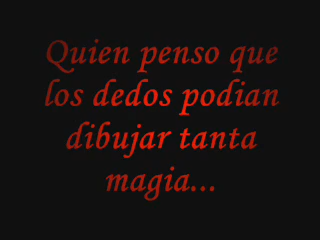 Quien penso que
los dedos podian
dibujar tanta
magia...